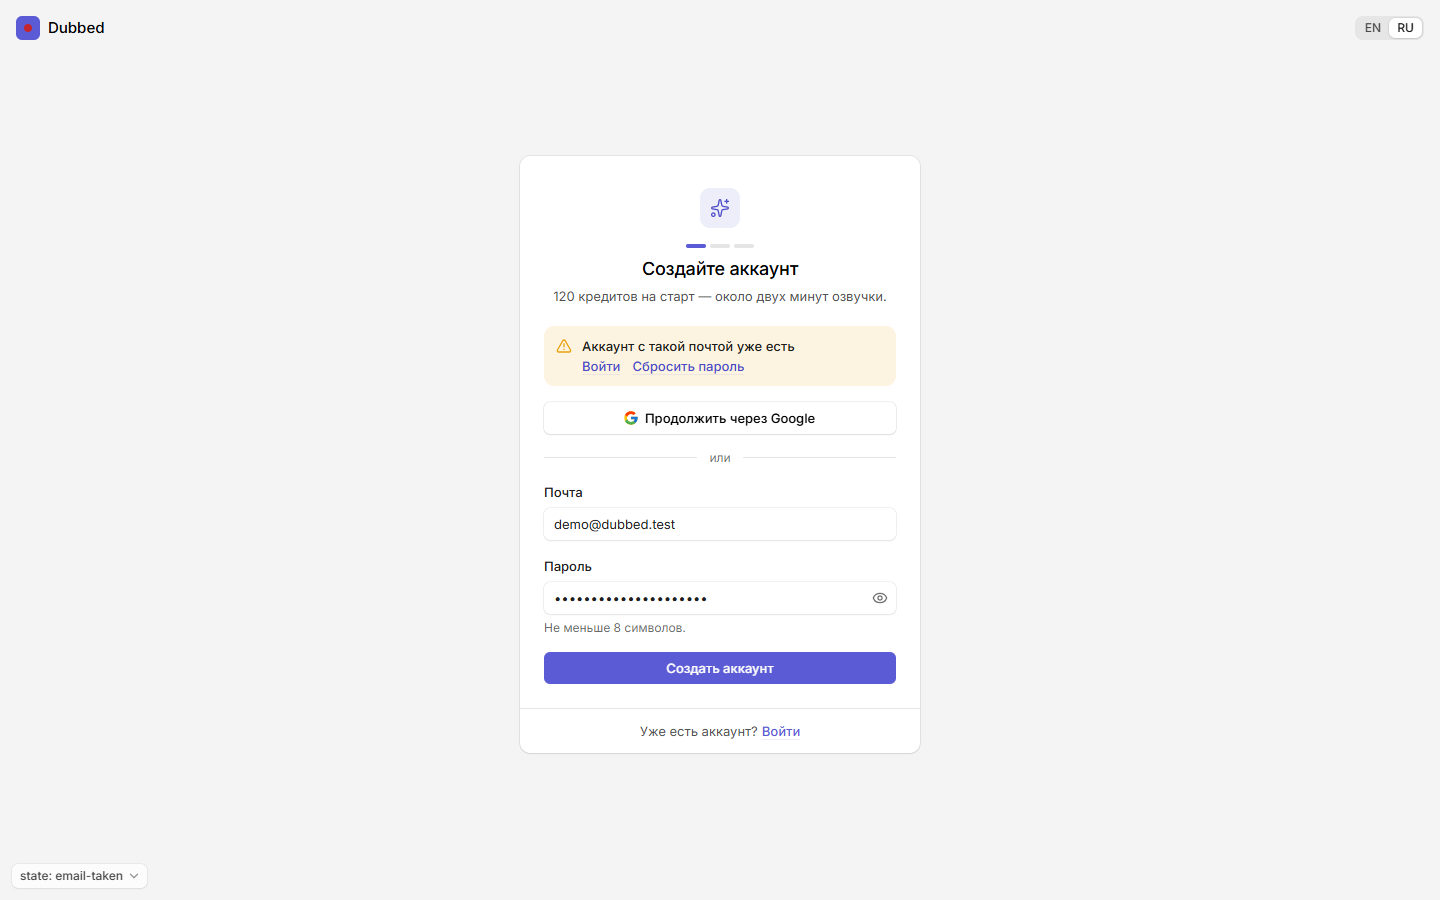 Dubbed
EN RU
Создайте аккаунт
120 кредитов на старт — около двух минут озвучки.
Аккаунт с такой почтой уже есть
Войти Сбросить пароль
Продолжить через Google
или
Почта
demo@dubbed.test
Пароль
••••••••••••••••••••
Не меньше 8 символов.
Создать аккаунт
Уже есть аккаунт? Войти
state: email-taken